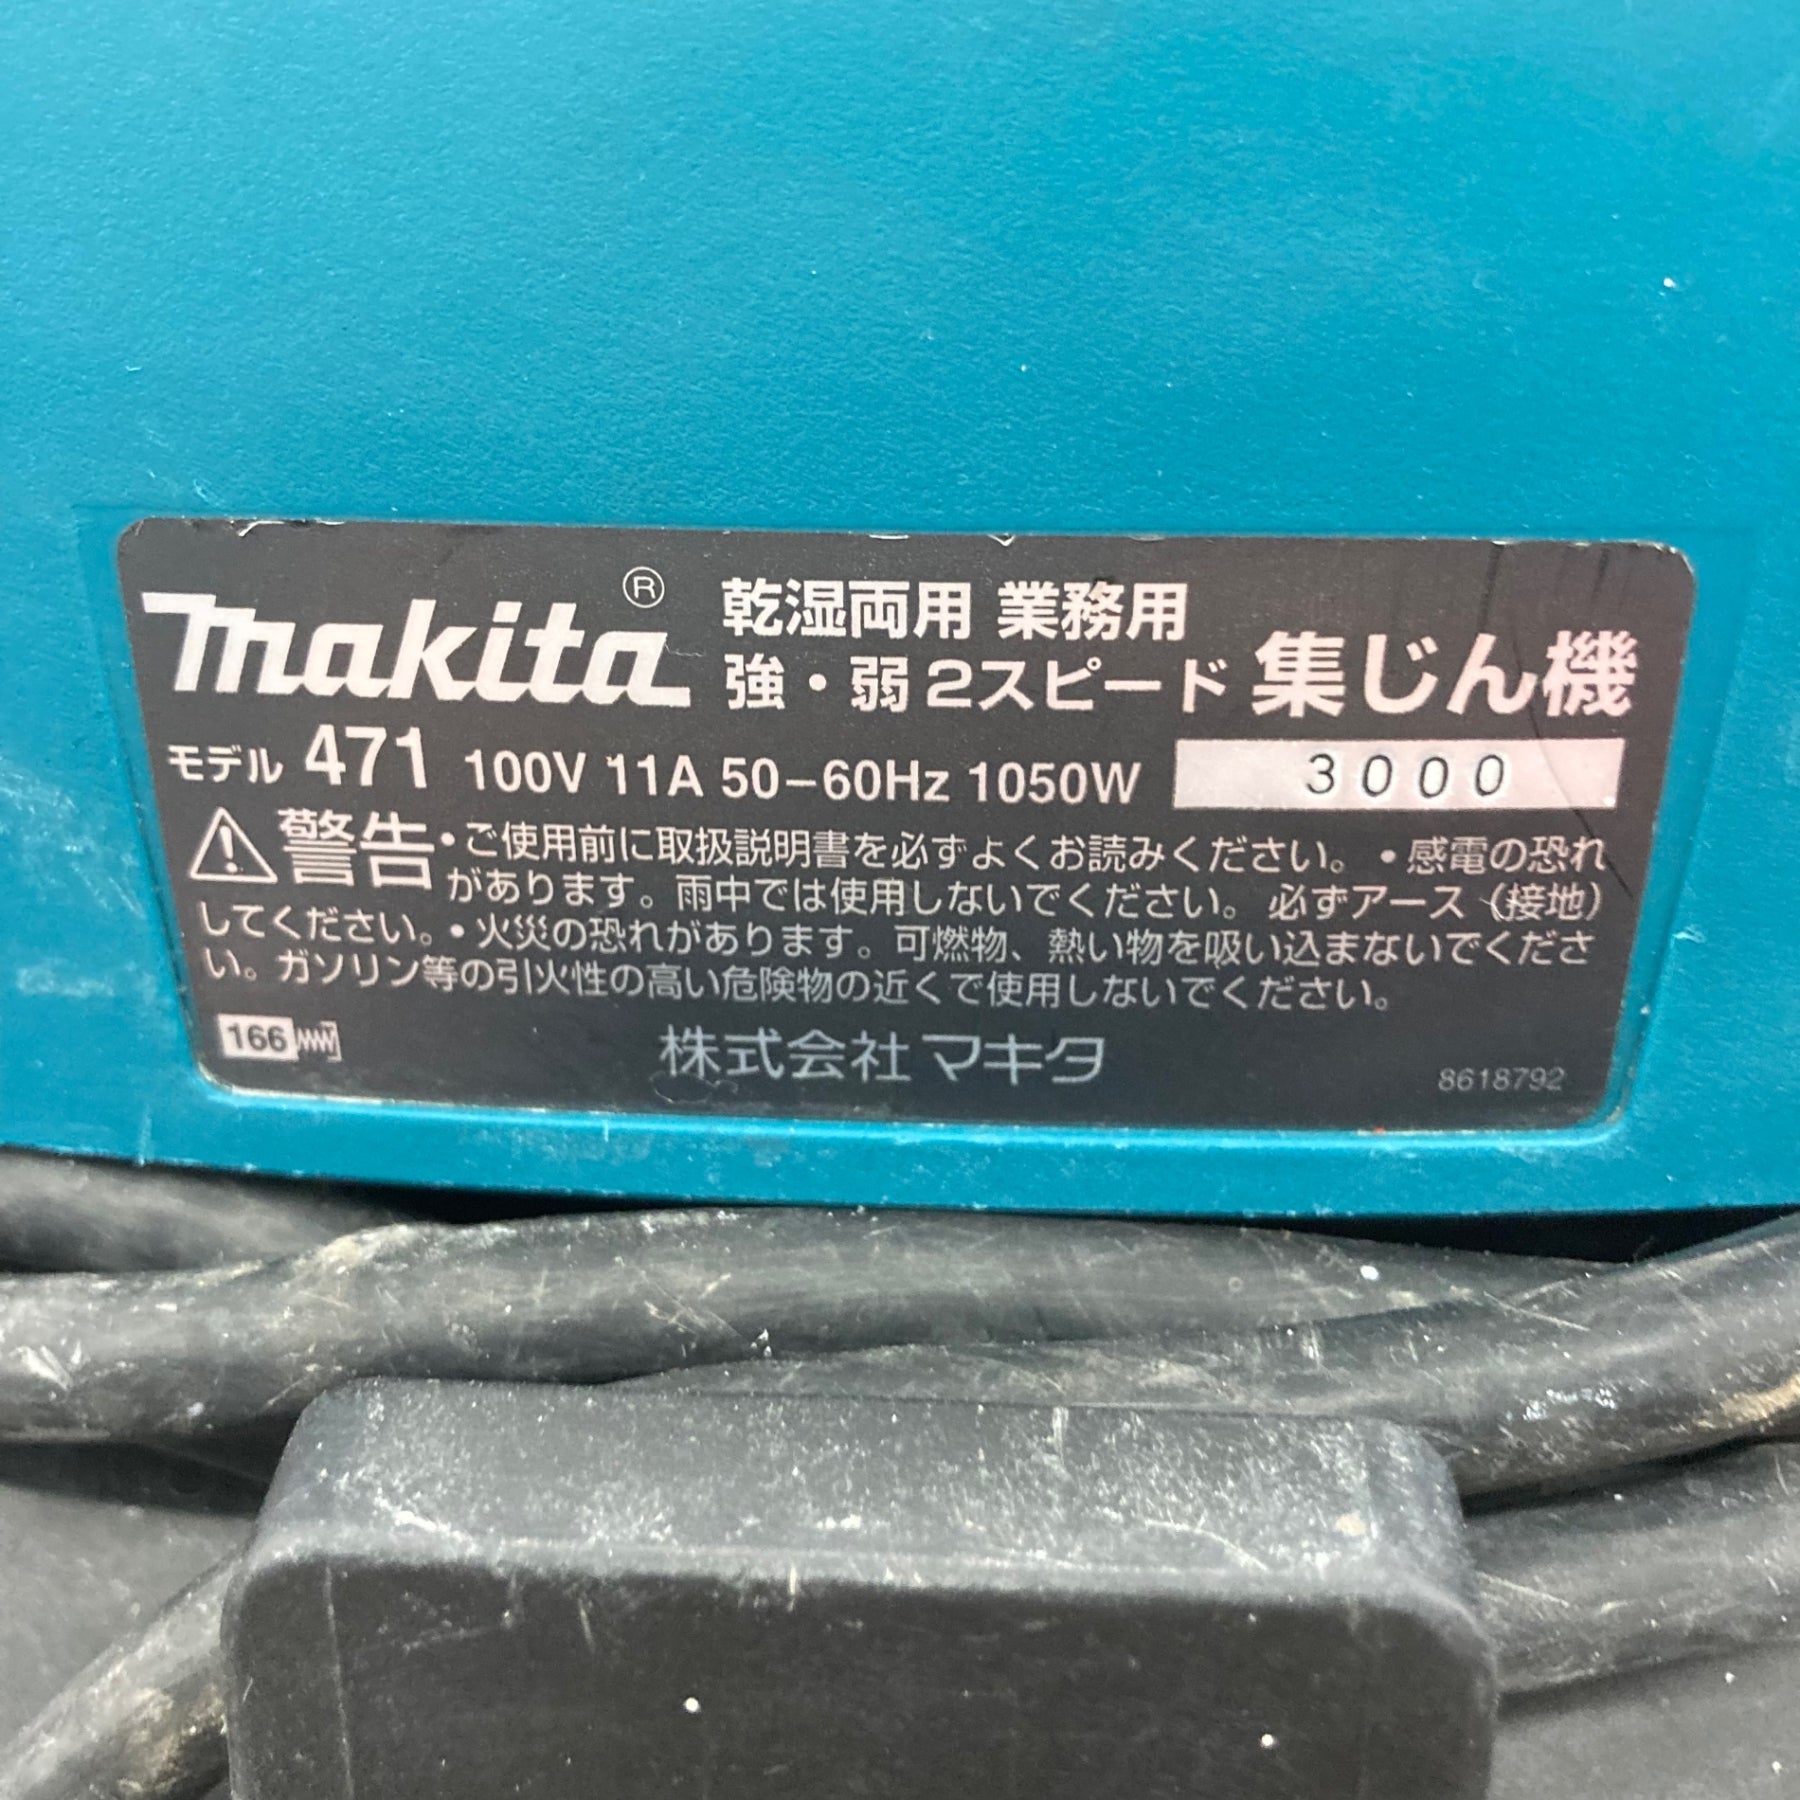 makita®
乾湿両用 業務用
強・弱2スピード 集じん機
モデル 471 100V 11A 50-60Hz 1050W 3000
⚠警告・ご使用前に取扱説明書を必ずよくお読みください。・感電の恐れ
があります。雨中では使用しないでください。必ずアース(接地)
してください。・火災の恐れがあります。可燃物、熱い物を吸い込まないでくださ
い。ガソリン等の引火性の高い危険物の近くで使用しないでください。
166
株式会社マキタ
8618792